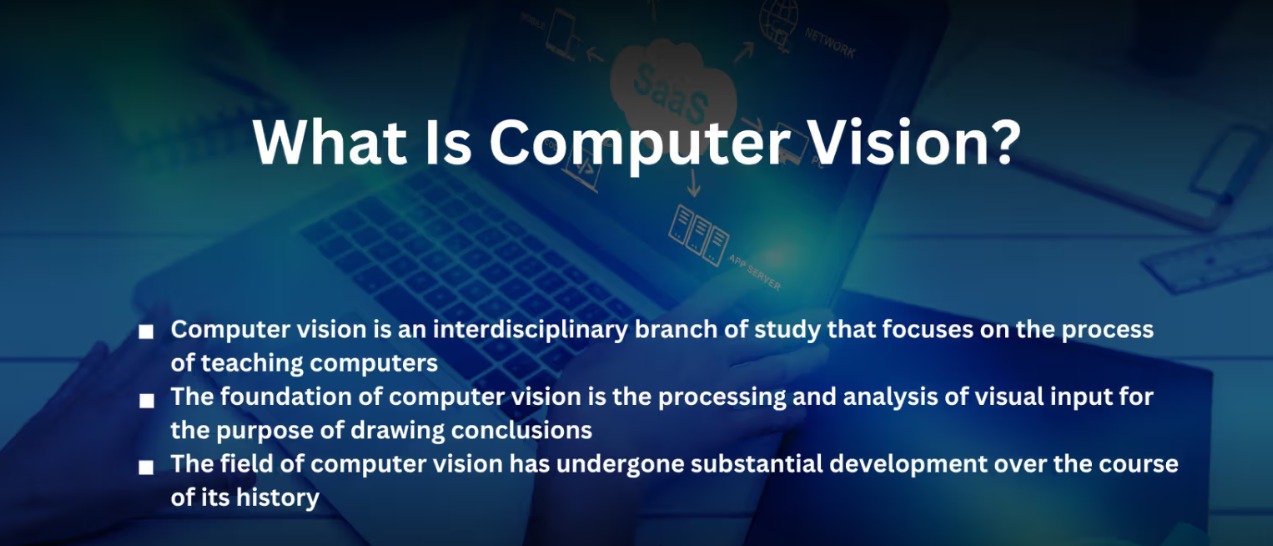 MOBILE
NETWORK
SaaS
What Is Computer Vision?
PC
APP SERVER
Computer vision is an interdisciplinary branch of study that focuses on the process
of teaching computers
The foundation of computer vision is the processing and analysis of visual input for
the purpose of drawing conclusions
The field of computer vision has undergone substantial development over the course
of its history